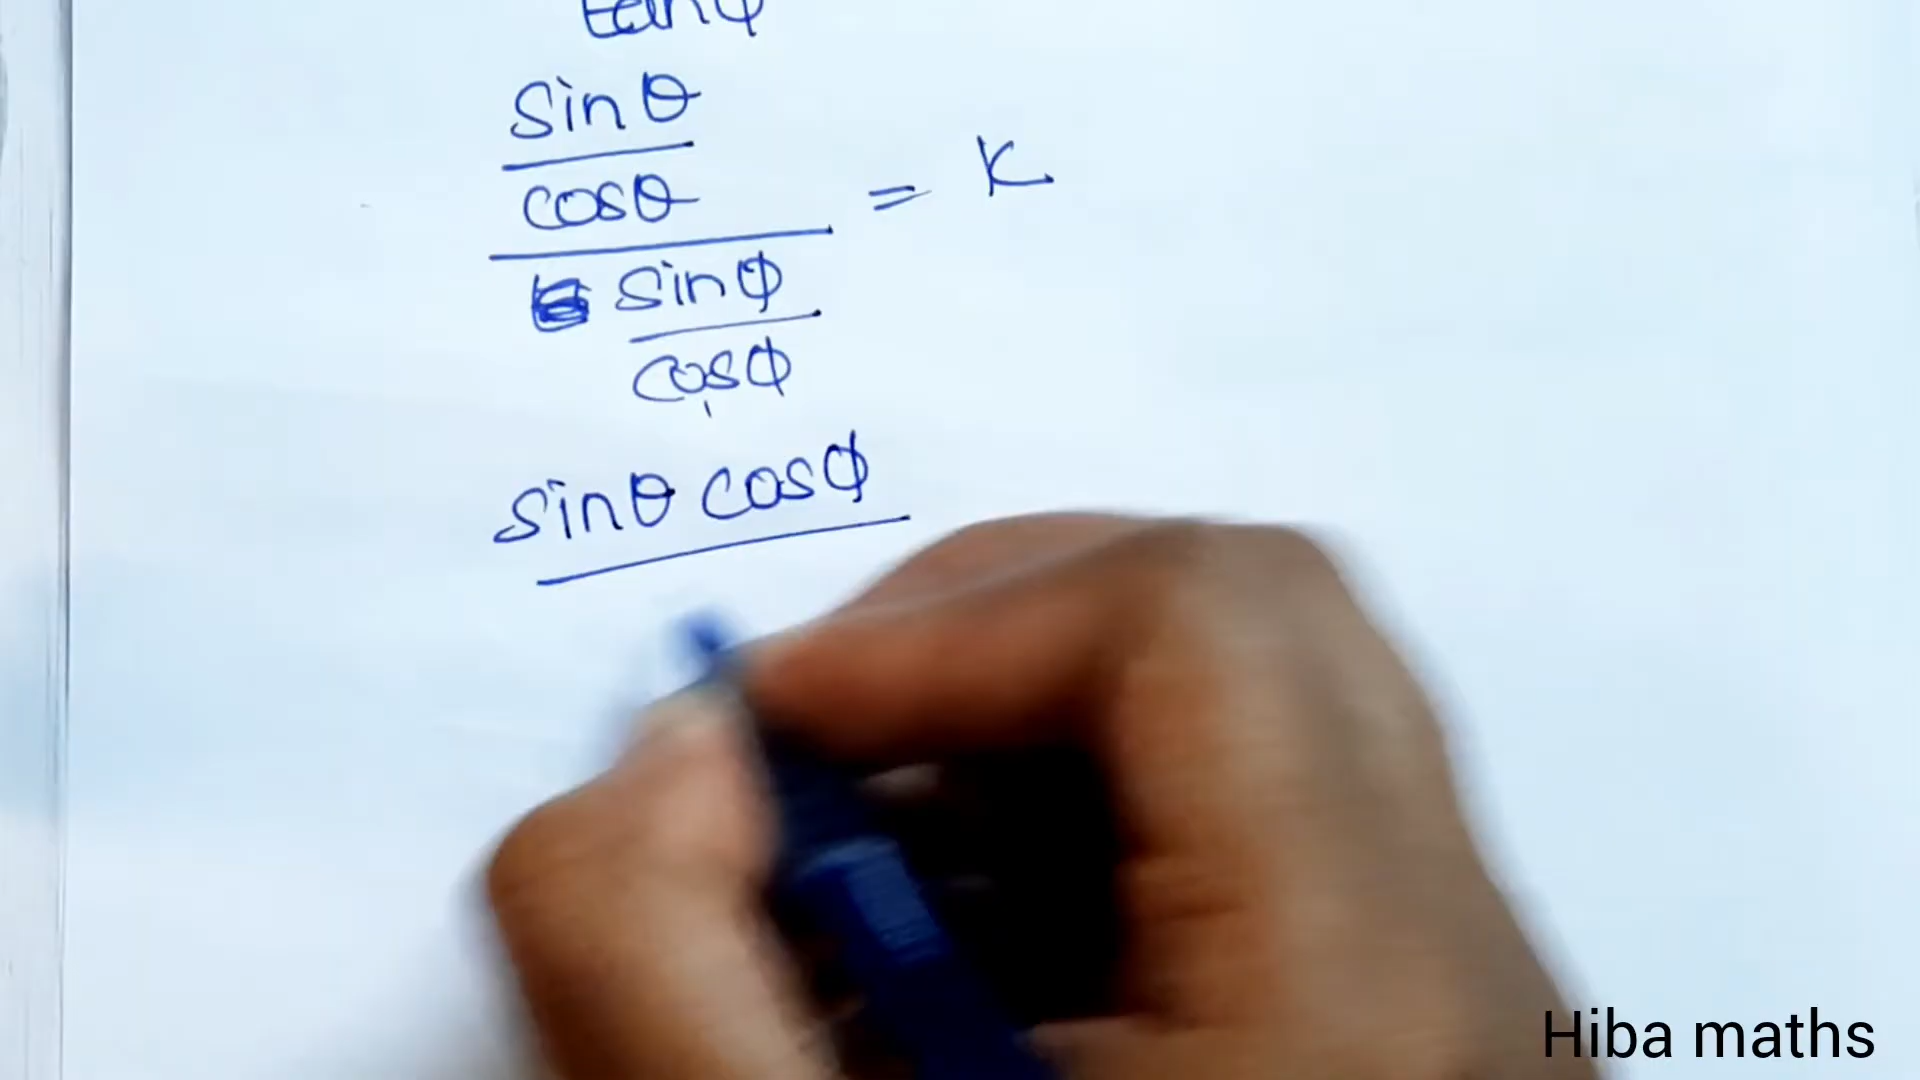 tanφ
sinθ
cosθ
= K
sinφ
cosφ
sinθ cosφ
Hiba maths